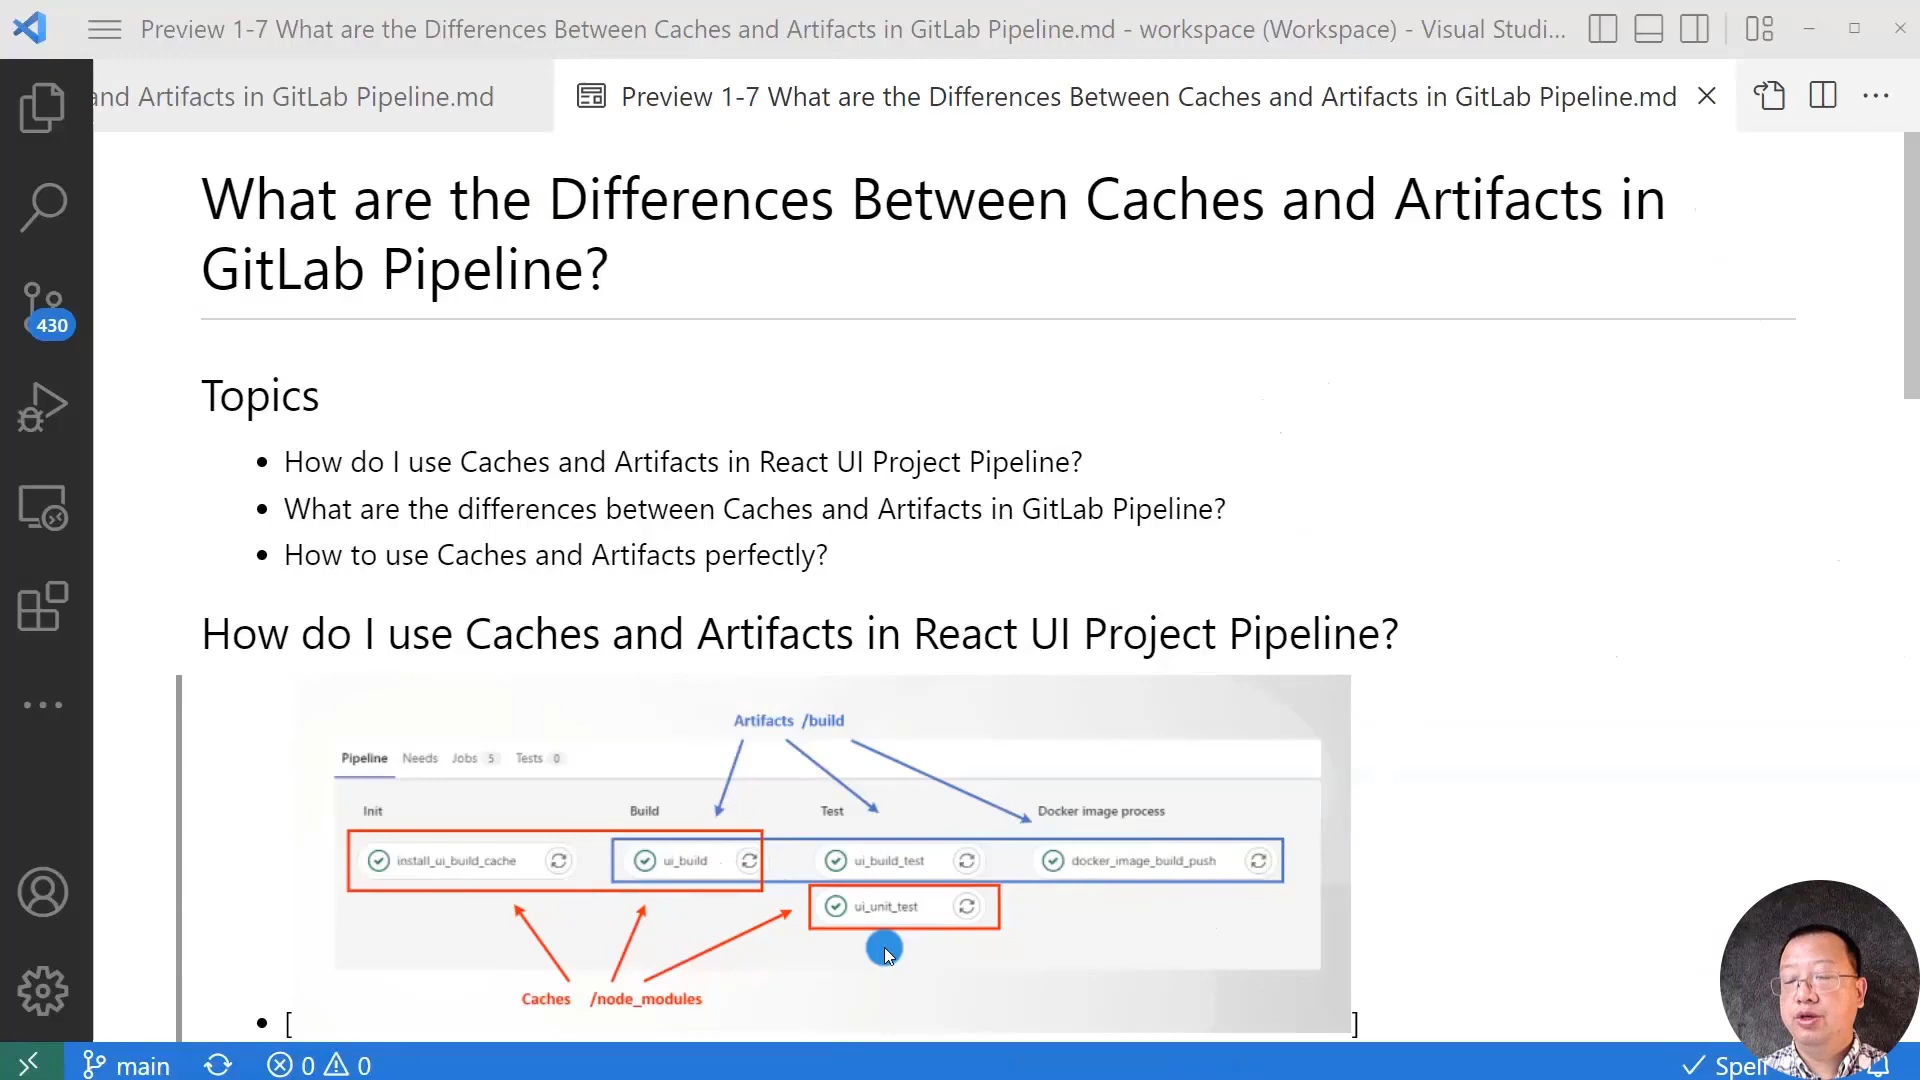 Preview 1-7 What are the Differences Between Caches and Artifacts in GitLab Pipeline.md - workspace (Workspace) - Visual Studi...
and Artifacts in GitLab Pipeline.md
Preview 1-7 What are the Differences Between Caches and Artifacts in GitLab Pipeline.md
What are the Differences Between Caches and Artifacts in
GitLab Pipeline?
430
Topics
• How do I use Caches and Artifacts in React UI Project Pipeline?
• What are the differences between Caches and Artifacts in GitLab Pipeline?
• How to use Caches and Artifacts perfectly?
How do I use Caches and Artifacts in React UI Project Pipeline?
Artifacts /build
Pipeline Needs Jobs 5 Tests 0
Init Build Test Docker image process
install_ui_build_cache ui_build ui_build_test docker_image_build_push
ui_unit_test
Caches /node_modules
• [ ]
main 0 0 Spell